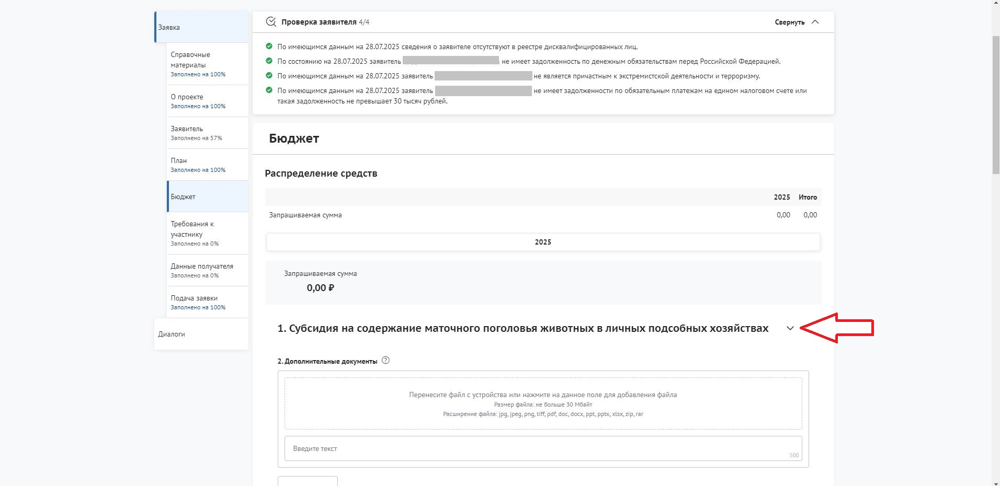 Заявка
Справочные
материалы
Заполнено на 100%
О проекте
Заполнено на 100%
Заявитель
Заполнено на 57%
План
Заполнено на 100%
Бюджет
Требования к
участнику
Заполнено на 0%
Данные получателя
Заполнено на 0%
Подача заявки
Заполнено на 100%
Диалоги
Проверка заявителя 4/4
Свернуть
По имеющимся данным на 28.07.2025 сведения о заявителе отсутствуют в реестре дисквалифицированных лиц.
По состоянию на 28.07.2025 заявитель не имеет задолженность по денежным обязательствам перед Российской Федерацией.
По имеющимся данным на 28.07.2025 заявитель не является причастным к экстремистской деятельности и терроризму.
По имеющимся данным на 28.07.2025 заявитель не имеет задолженности по обязательным платежам на едином налоговом счете или
такая задолженность не превышает 30 тысяч рублей.
Бюджет
Распределение средств
2025 Итого
Запрашиваемая сумма 0,00 0,00
2025
Запрашиваемая сумма
0,00 ₽
1. Субсидия на содержание маточного поголовья животных в личных подсобных хозяйствах
2. Дополнительные документы ?
Перенесите файл с устройства или нажмите на данное поле для добавления файла
Размер файла: не больше 30 Мбайт
Расширение файла: jpg, jpeg, png, tiff, pdf, doc, docx, ppt, pptx, xlsx, zip, rar
Введите текст
500